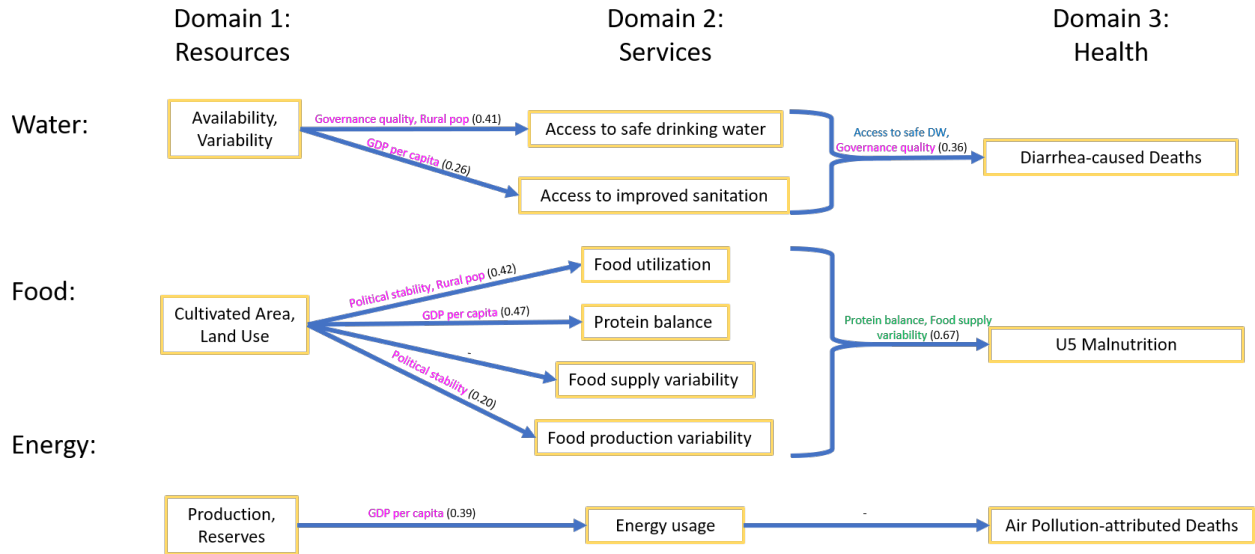 Domain 1:
Resources
Domain 2:
Services
Domain 3:
Health
Water:
Availability,
Variability
Governance quality, Rural pop (0.41)
GDP per capita (0.26)
Access to safe drinking water
Access to improved sanitation
Access to safe DW,
Governance quality (0.36)
Diarrhea-caused Deaths
Food:
Cultivated Area,
Land Use
Political stability, Rural pop (0.42)
GDP per capita (0.47)
-
Political stability (0.20)
Food utilization
Protein balance
Food supply variability
Food production variability
Protein balance, Food supply
variability (0.67)
U5 Malnutrition
Energy:
Production,
Reserves
GDP per capita (0.39)
Energy usage
-
Air Pollution-attributed Deaths